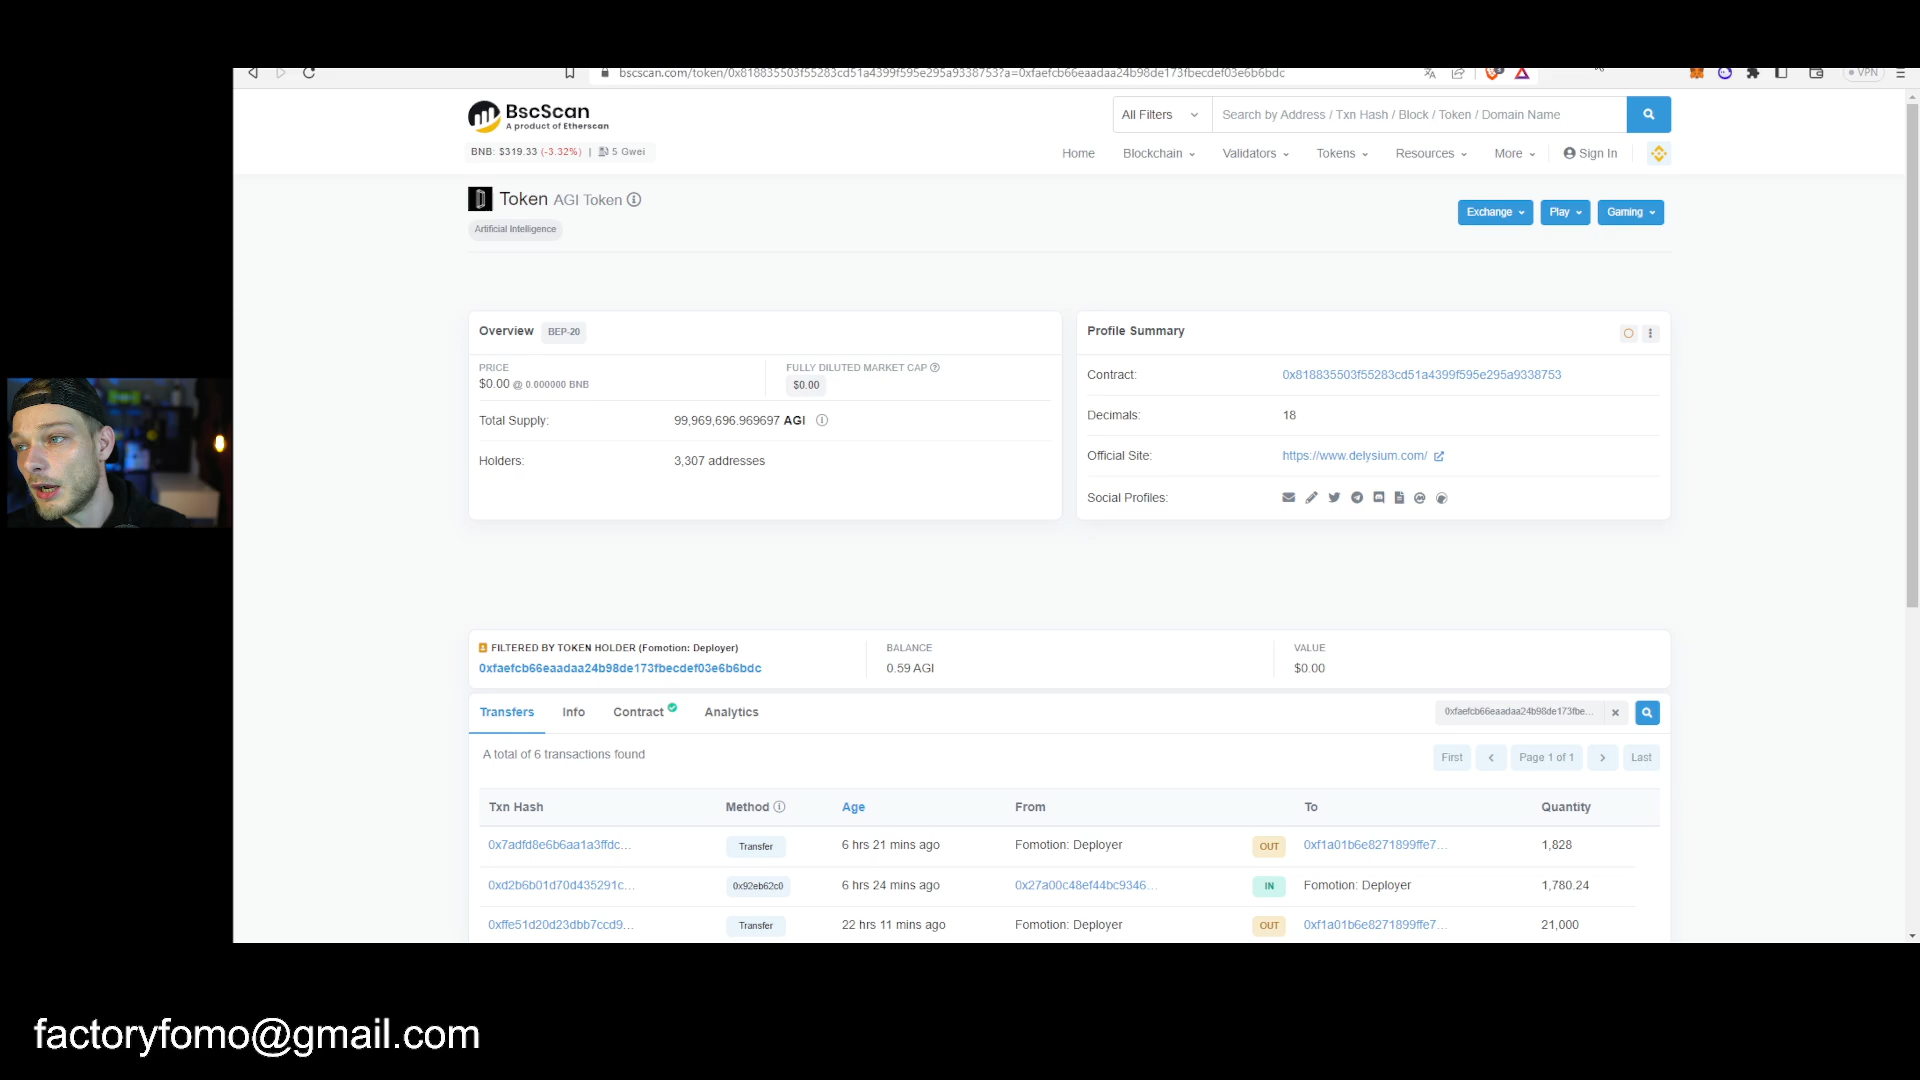 bscscan.com/token/0x818835503f55283cd51a4399f595e295a9338753?a=0xfaefcb66eaadaa24b98de173fbecdef03e6b6bdc
VPN
BscScan
A product of Etherscan
All Filters
Search by Address / Txn Hash / Block / Token / Domain Name
BNB: $319.33 (-3.32%) | 5 Gwei
Home Blockchain Validators Tokens Resources More Sign In
Token AGI Token
Artificial Intelligence
Exchange Play Gaming
Overview BEP-20
PRICE
$0.00 @ 0.000000 BNB
FULLY DILUTED MARKET CAP
$0.00
Total Supply: 99,969,696.969697 AGI
Holders: 3,307 addresses
Profile Summary
Contract: 0x818835503f55283cd51a4399f595e295a9338753
Decimals: 18
Official Site: https://www.delysium.com/
Social Profiles:
FILTERED BY TOKEN HOLDER (Fomotion: Deployer)
0xfaefcb66eaadaa24b98de173fbecdef03e6b6bdc
BALANCE
0.59 AGI
VALUE
$0.00
Transfers Info Contract Analytics
0xfaefcb66eaadaa24b98de173fbe...
A total of 6 transactions found
First Page 1 of 1 Last
Txn Hash Method Age From To Quantity
0x7adfd8e6b6aa1a3ffdc... Transfer 6 hrs 21 mins ago Fomotion: Deployer OUT 0xf1a01b6e8271899ffe7... 1,828
0xd2b6b01d70d435291c... 0x92eb62c0 6 hrs 24 mins ago 0x27a00c48ef44bc9346... IN Fomotion: Deployer 1,780.24
0xffe51d20d23dbb7ccd9... Transfer 22 hrs 11 mins ago Fomotion: Deployer OUT 0xf1a01b6e8271899ffe7... 21,000
factoryfomo@gmail.com